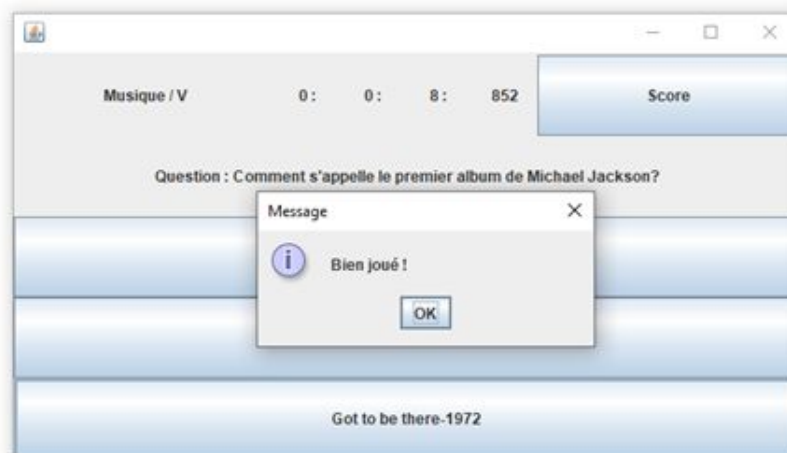 Musique / V 0 : 0 : 8 : 852 Score
Question : Comment s'appelle le premier album de Michael Jackson?
Message
Bien joué !
OK
Got to be there-1972